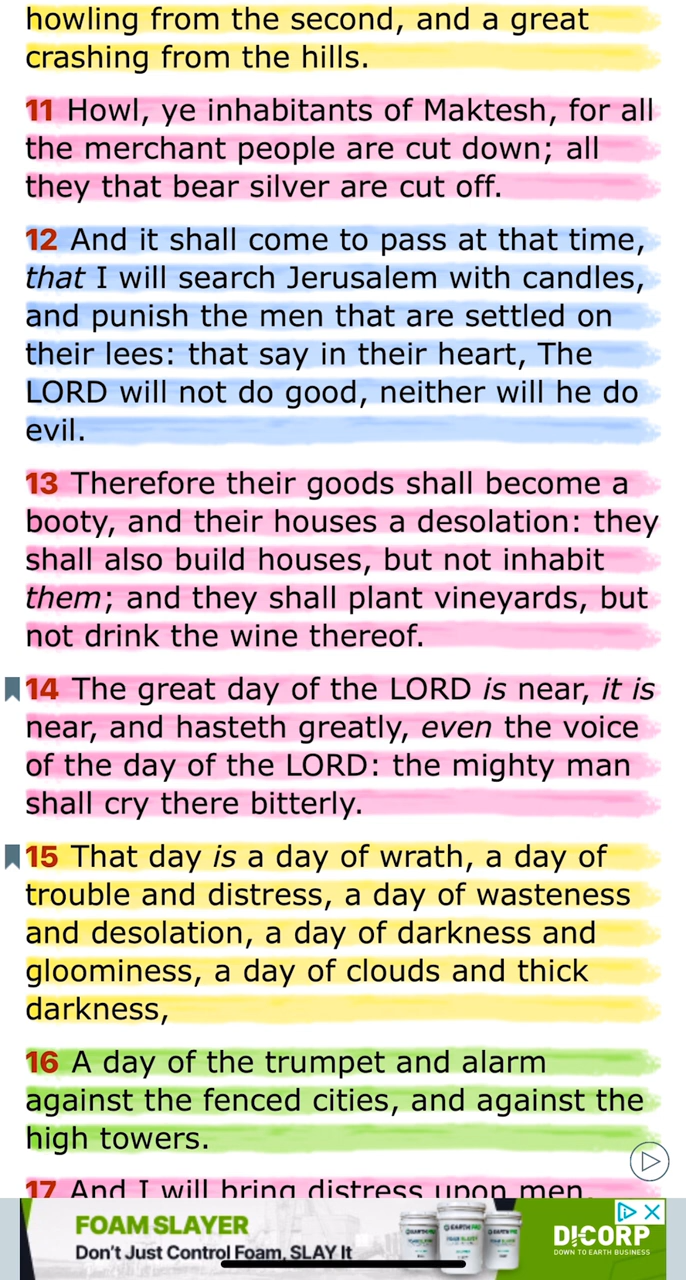 howling from the second, and a great
crashing from the hills.
11 Howl, ye inhabitants of Maktesh, for all
the merchant people are cut down; all
they that bear silver are cut off.
12 And it shall come to pass at that time,
that I will search Jerusalem with candles,
and punish the men that are settled on
their lees: that say in their heart, The
LORD will not do good, neither will he do
evil.
13 Therefore their goods shall become a
booty, and their houses a desolation: they
shall also build houses, but not inhabit
them; and they shall plant vineyards, but
not drink the wine thereof.
14 The great day of the LORD is near, it is
near, and hasteth greatly, even the voice
of the day of the LORD: the mighty man
shall cry there bitterly.
15 That day is a day of wrath, a day of
trouble and distress, a day of wasteness
and desolation, a day of darkness and
gloominess, a day of clouds and thick
darkness,
16 A day of the trumpet and alarm
against the fenced cities, and against the
high towers.
17 And I will bring distress upon men,
FOAM SLAYER
Don't Just Control Foam, SLAY It
DICORP
DOWN TO EARTH BUSINESS